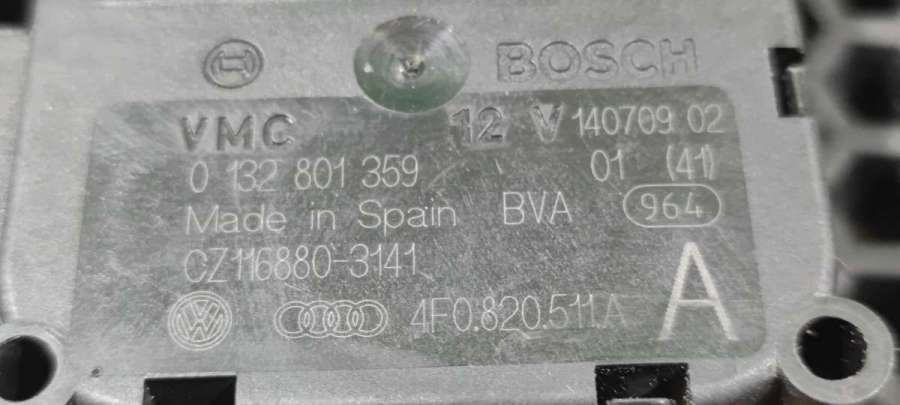 BOSCH
VMC 12 V 140709 02
0 132 801 359 01 (41)
Made in Spain BVA 964
CZ116880-3141 A
4F0.820.511A